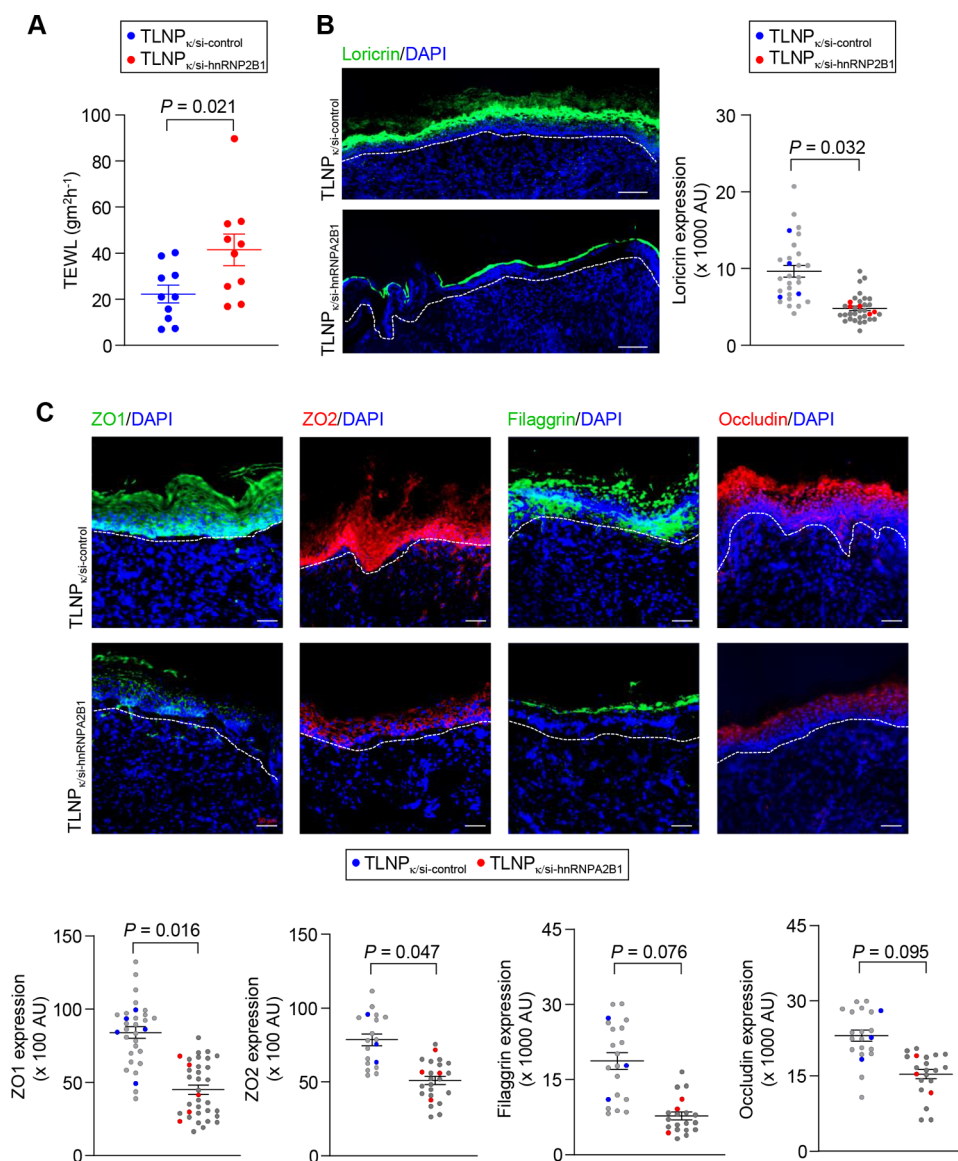 A
TLNPκ/si-control
TLNPκ/si-hnRNP2B1
P = 0.021
100
80
60
40
20
0
TEWL (gm²h⁻¹)
B
Loricrin/DAPI
TLNPκ/si-control
TLNPκ/si-hnRNPA2B1
TLNPκ/si-control
TLNPκ/si-hnRNP2B1
P = 0.032
30
20
10
0
Loricrin expression
(x 1000 AU)
C
ZO1/DAPI
ZO2/DAPI
Filaggrin/DAPI
Occludin/DAPI
TLNPκ/si-control
TLNPκ/si-hnRNPA2B1
TLNPκ/si-control TLNPκ/si-hnRNPA2B1
P = 0.016
150
100
50
0
ZO1 expression
(x 100 AU)
P = 0.047
150
100
50
0
ZO2 expression
(x 100 AU)
P = 0.076
45
30
15
0
Filaggrin expression
(x 1000 AU)
P = 0.095
45
30
15
0
Occludin expression
(x 1000 AU)